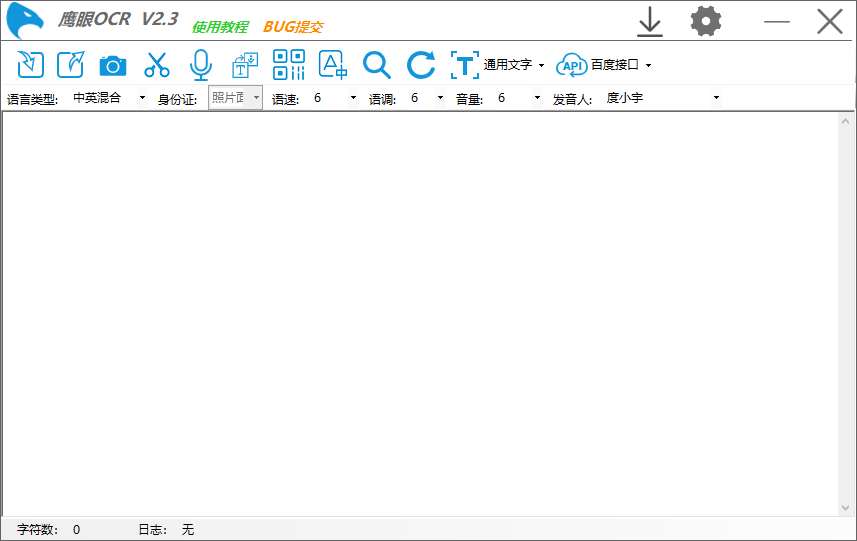 鹰眼OCR V2.3 使用教程 BUG提交
通用文字 API 百度接口
语言类型: 中英混合 身份证: 照片面 语速: 6 语调: 6 音量: 6 发音人: 度小宇
字符数: 0 日志: 无